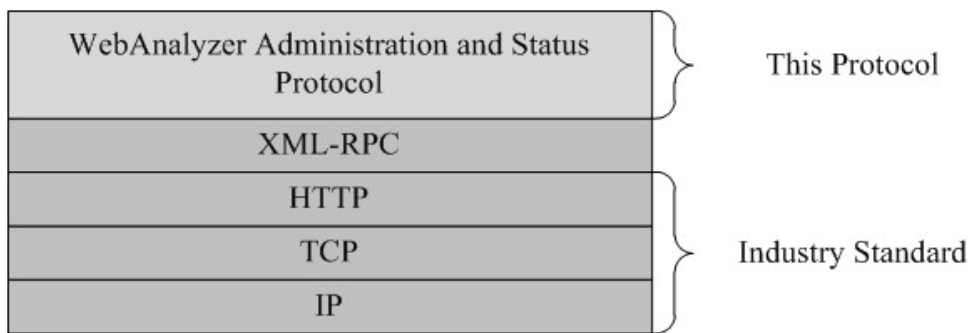 WebAnalyzer Administration and Status
Protocol
This Protocol
XML-RPC
HTTP
TCP
Industry Standard
IP